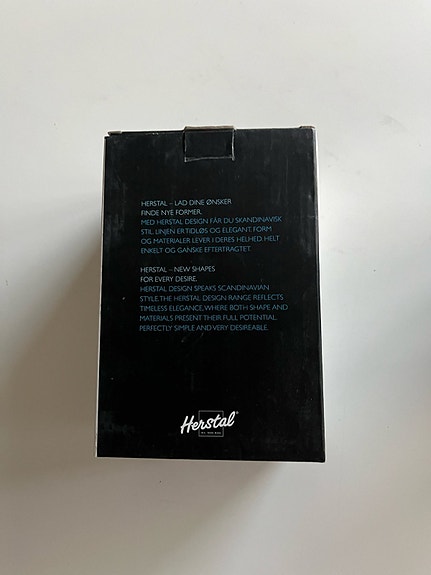 HERSTAL – LAD DINE ØNSKER
FINDE NYE FORMER.
MED HERSTAL DESIGN FÅR DU SKANDINAVISK
STIL. LINJEN ER TIDLØS OG ELEGANT. FORM
OG MATERIALER LEVER I DERES HELHED. HELT
ENKELT OG GANSKE EFTERTRAGTET.
HERSTAL – NEW SHAPES
FOR EVERY DESIRE.
HERSTAL DESIGN SPEAKS SCANDINAVIAN
STYLE. THE HERSTAL DESIGN RANGE REFLECTS
TIMELESS ELEGANCE, WHERE BOTH SHAPE AND
MATERIALS PRESENT THEIR FULL POTENTIAL.
PERFECTLY SIMPLE AND VERY DESIREABLE.
Herstal